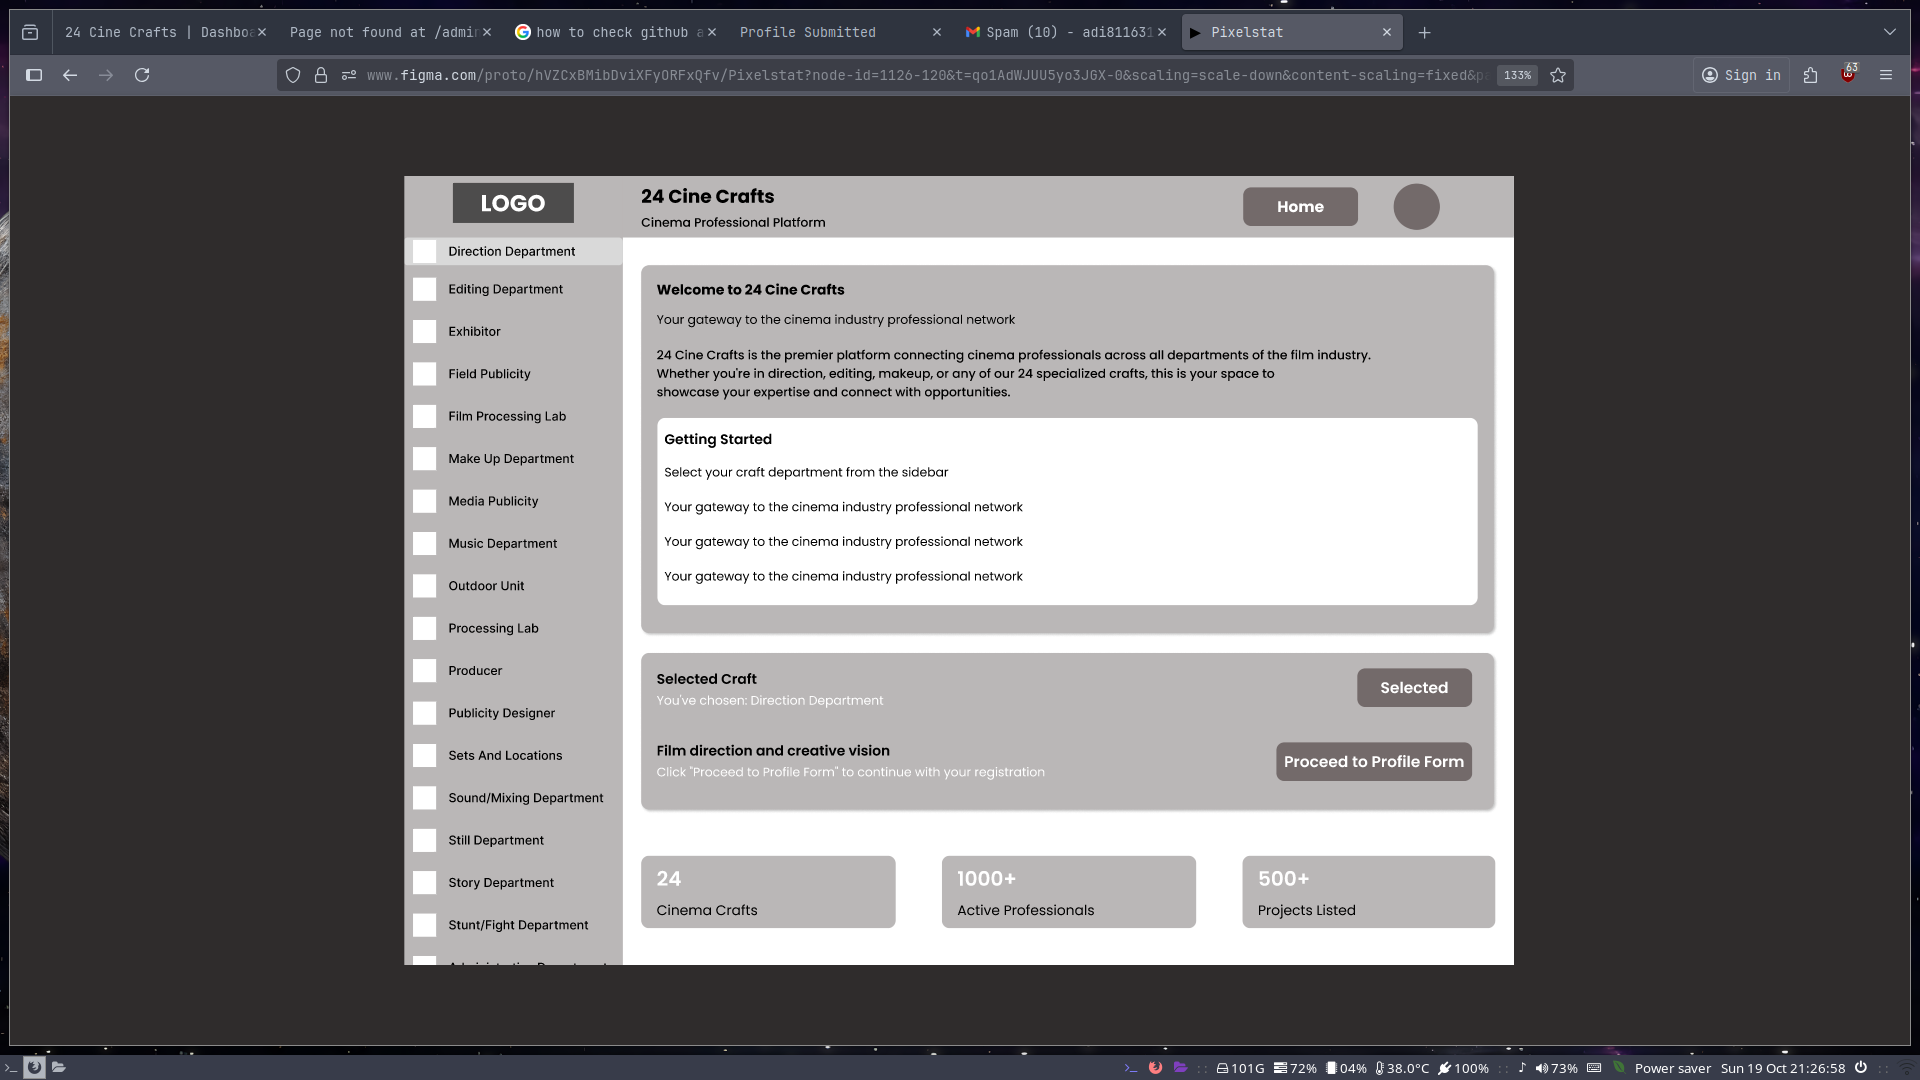 24 Cine Crafts | Dashbo
Page not found at /admin
how to check github a
Profile Submitted
Spam (10) - adi811631
Pixelstat
www.figma.com/proto/hVZCxBMibDviXFyORFxQfv/Pixelstat?node-id=1126-120&t=qo1AdWJUU5yo3JGX-0&scaling=scale-down&content-scaling=fixed&p
133%
Sign in
63
LOGO
24 Cine Crafts
Cinema Professional Platform
Home
Direction Department
Editing Department
Exhibitor
Field Publicity
Film Processing Lab
Make Up Department
Media Publicity
Music Department
Outdoor Unit
Processing Lab
Producer
Publicity Designer
Sets And Locations
Sound/Mixing Department
Still Department
Story Department
Stunt/Fight Department
Welcome to 24 Cine Crafts
Your gateway to the cinema industry professional network
24 Cine Crafts is the premier platform connecting cinema professionals across all departments of the film industry.
Whether you're in direction, editing, makeup, or any of our 24 specialized crafts, this is your space to
showcase your expertise and connect with opportunities.
Getting Started
Select your craft department from the sidebar
Your gateway to the cinema industry professional network
Your gateway to the cinema industry professional network
Your gateway to the cinema industry professional network
Selected Craft
You've chosen: Direction Department
Selected
Film direction and creative vision
Click "Proceed to Profile Form" to continue with your registration
Proceed to Profile Form
24
Cinema Crafts
1000+
Active Professionals
500+
Projects Listed
101G
72%
04%
38.0°C
100%
73%
Power saver
Sun 19 Oct 21:26:58